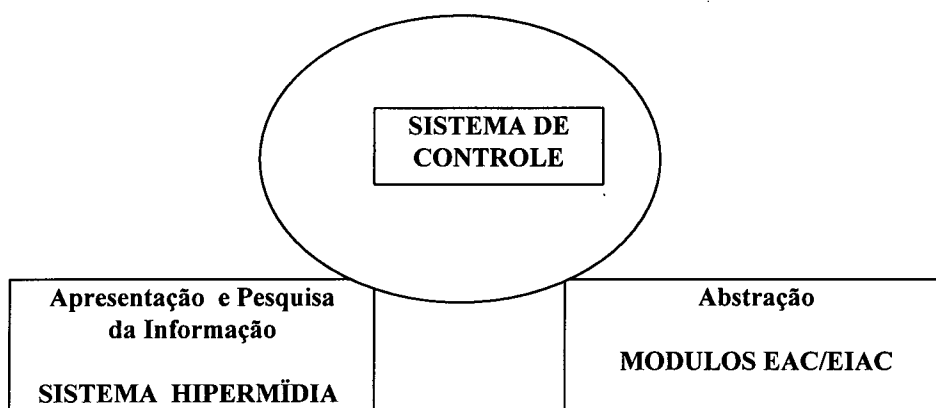 SISTEMA DE
CONTROLE
Apresentação e Pesquisa
da Informação
SISTEMA HIPERMÏDIA
Abstração
MODULOS EAC/EIAC